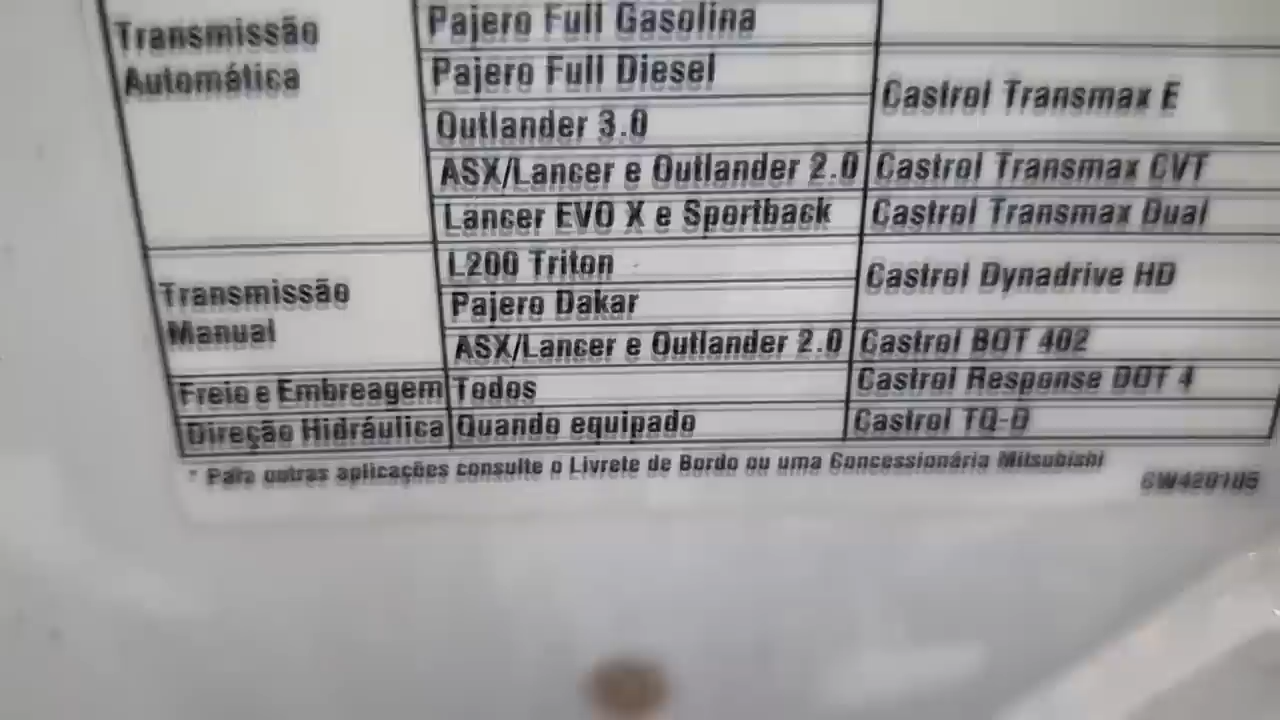 Transmissão
Automática
Pajero Full Gasolina
Pajero Full Diesel
Castrol Transmax E
Outlander 3.0
ASX/Lancer e Outlander 2.0 Castrol Transmax CVT
Lancer EVO X e Sportback Castrol Transmax Dual
Transmissão
Manual
L200 Triton
Castrol Dynadrive HD
Pajero Dakar
ASX/Lancer e Outlander 2.0 Castrol BOT 402
Freio e Embreagem Todos Castrol Response DOT 4
Direção Hidráulica Quando equipado Castrol TQ-D
* Para outras aplicações consulte o Livrete de Bordo ou uma Concessionária Mitsubishi